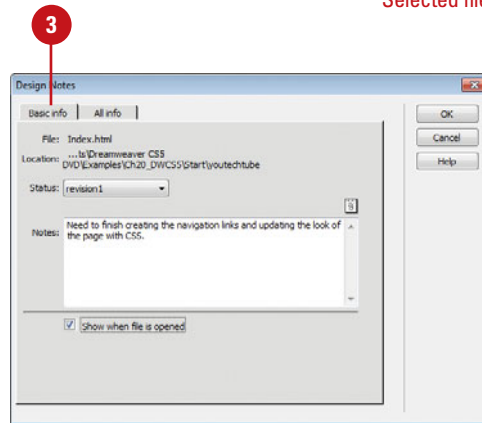 Selected file
3
Design Notes
Basic info
All info
OK
Cancel
Help
File: Index.html
Location: ...ts\Dreamweaver CS5
DVD\Examples\Ch20_DWCS5\Start\youtechtube
Status: revision1
Notes: Need to finish creating the navigation links and updating the look of
the page with CSS.
Show when file is opened